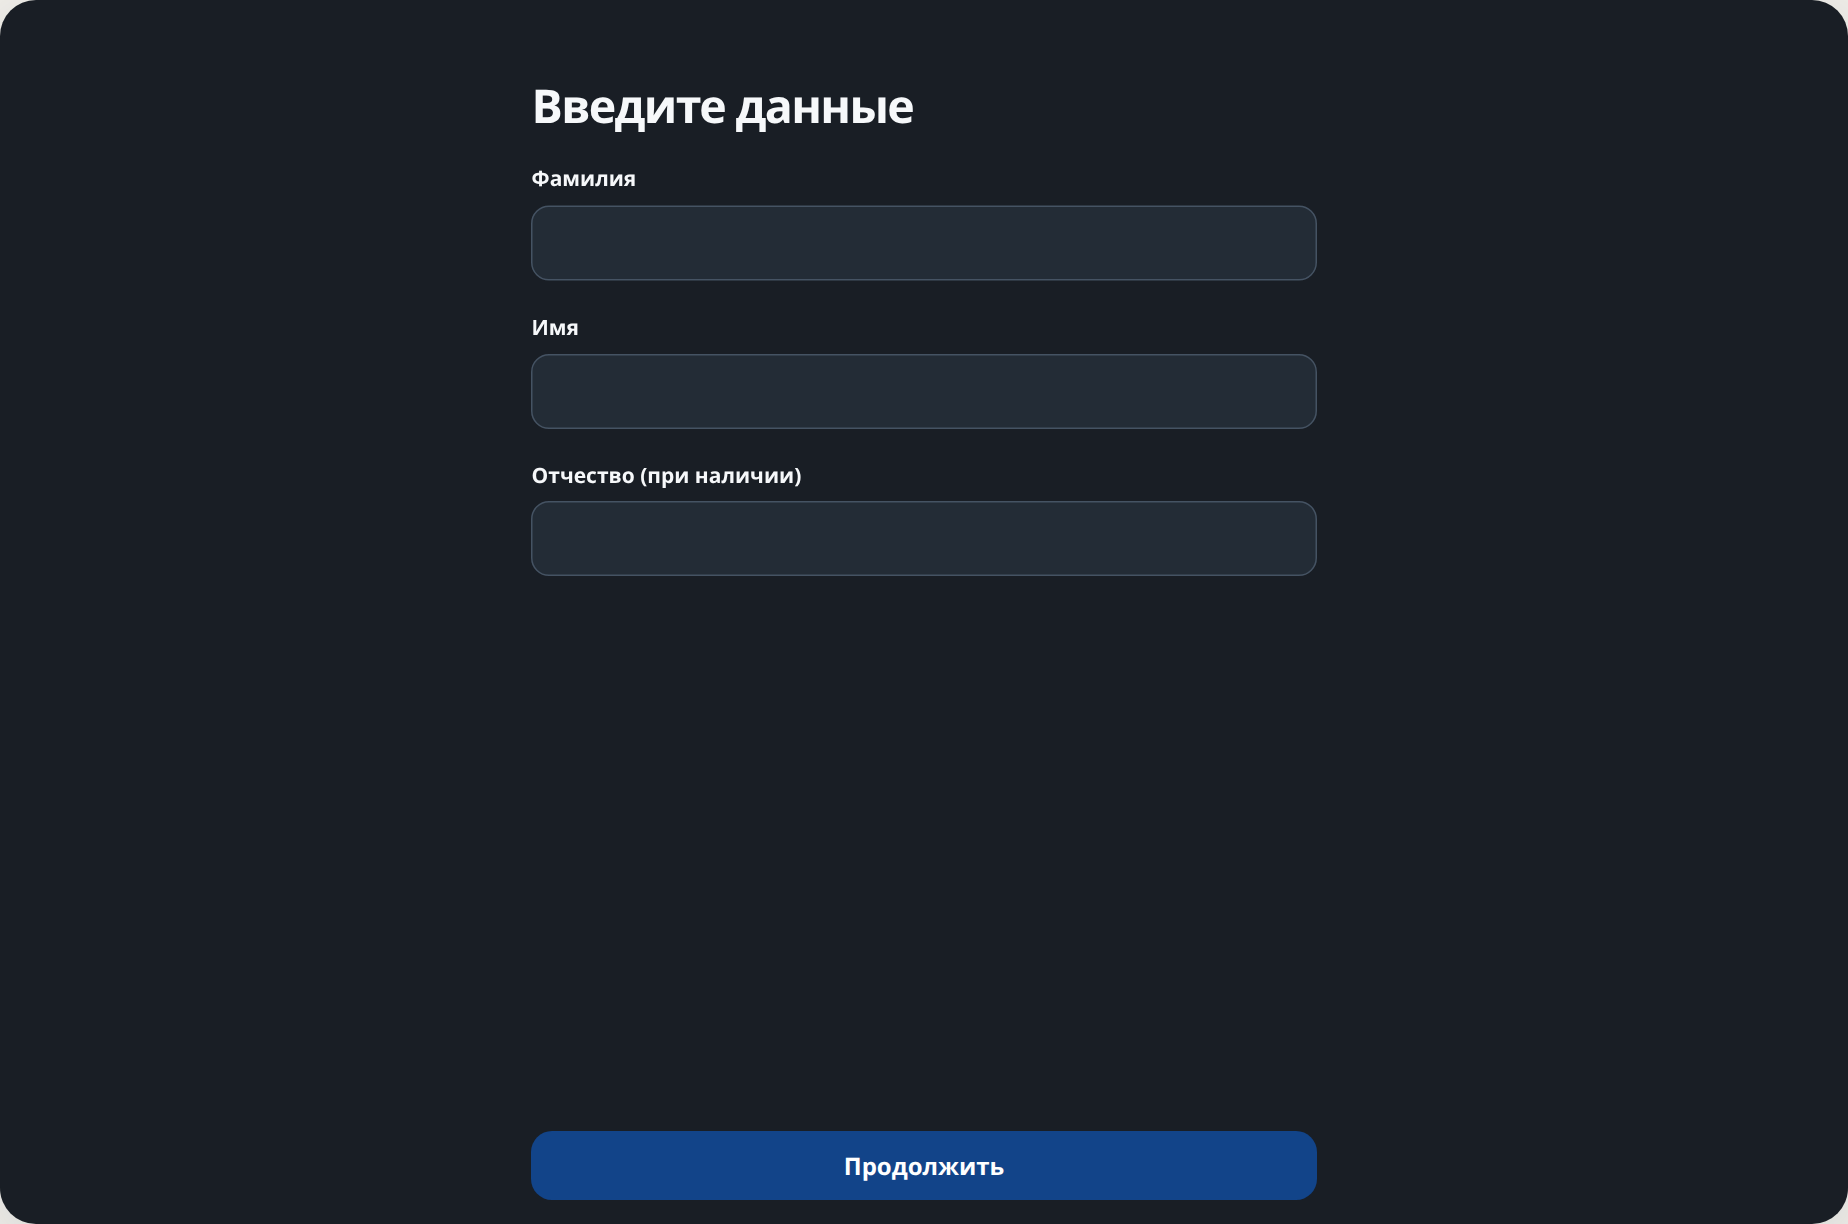 Введите данные
Фамилия
Имя
Отчество (при наличии)
Продолжить